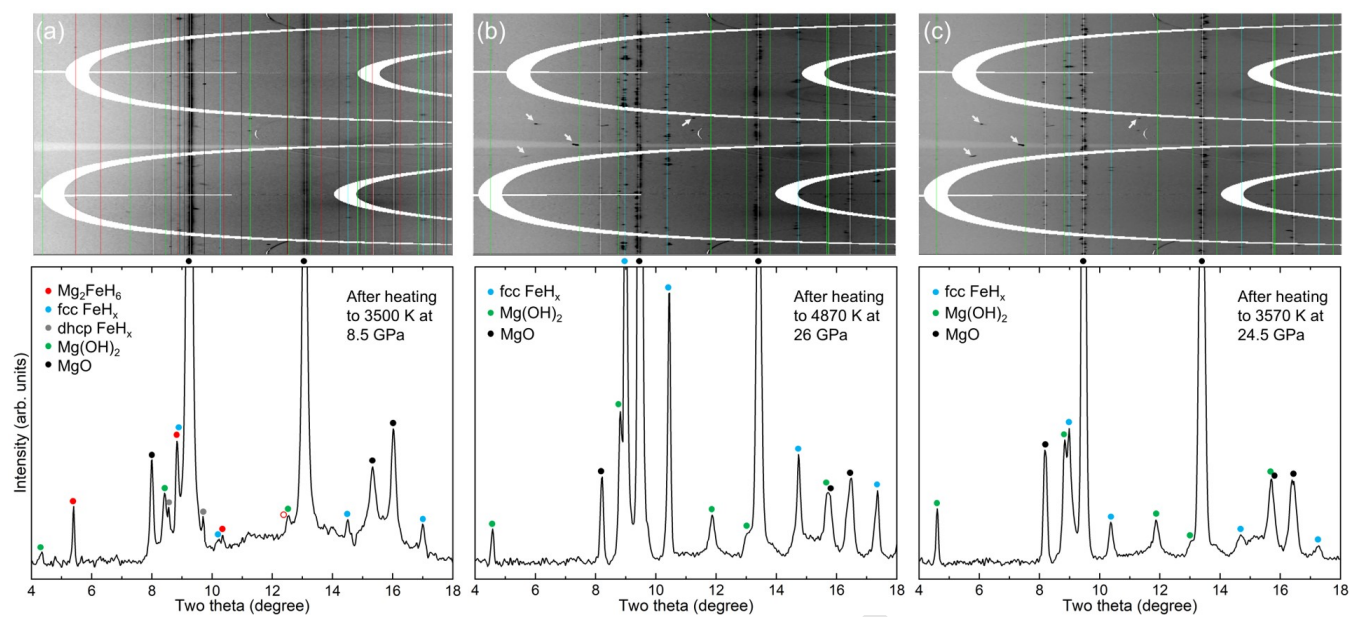 (a)
(b)
(c)
Mg₂FeH₆
fcc FeHₓ
dhcp FeHₓ
Mg(OH)₂
MgO
After heating
to 3500 K at
8.5 GPa
fcc FeHₓ
Mg(OH)₂
MgO
After heating
to 4870 K at
26 GPa
fcc FeHₓ
Mg(OH)₂
MgO
After heating
to 3570 K at
24.5 GPa
Intensity (arb. units)
4 6 8 10 12 14 16 18
Two theta (degree)
4 6 8 10 12 14 16 18
Two theta (degree)
4 6 8 10 12 14 16 18
Two theta (degree)